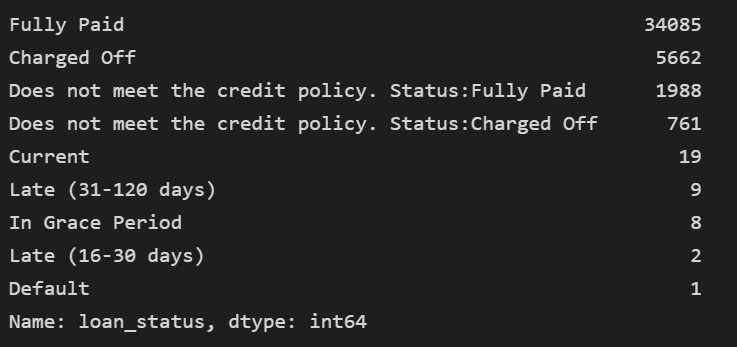 Fully Paid 34085
Charged Off 5662
Does not meet the credit policy. Status:Fully Paid 1988
Does not meet the credit policy. Status:Charged Off 761
Current 19
Late (31-120 days) 9
In Grace Period 8
Late (16-30 days) 2
Default 1
Name: loan_status, dtype: int64